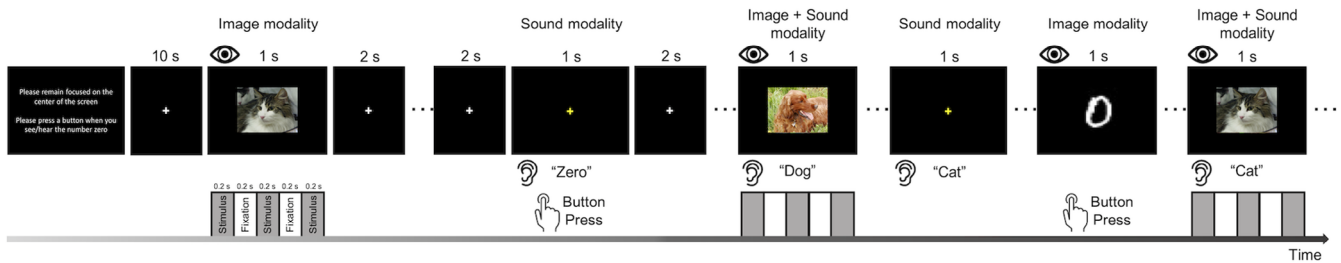 Image modality
Sound modality
Image + Sound
modality
Sound modality
Image modality
Image + Sound
modality
10 s
1 s
2 s
2 s
1 s
2 s
1 s
1 s
1 s
1 s
Please remain focused on the
center of the screen
Please press a button when you
see/hear the number zero
0
“Zero”
“Dog”
“Cat”
“Cat”
0.2 s 0.2 s 0.2 s 0.2 s 0.2 s
Stimulus
Fixation
Stimulus
Fixation
Stimulus
Button
Press
Button
Press
Time